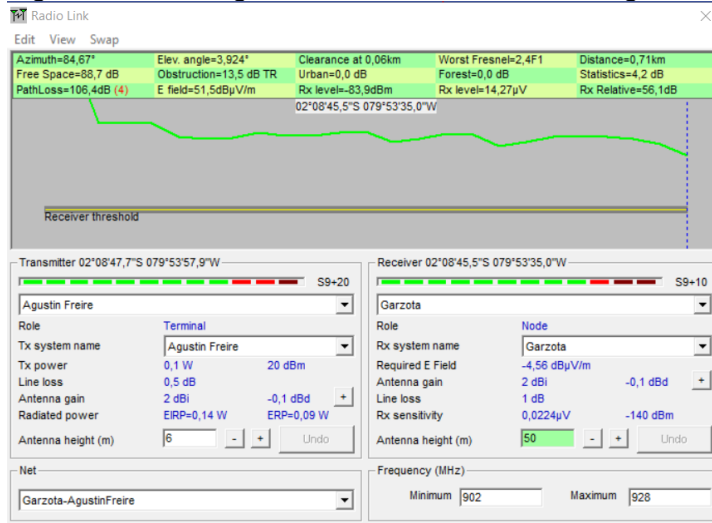 Radio Link
Edit View Swap
Azimuth=84,67° Elev. angle=3,924° Clearance at 0,06km Worst Fresnel=2,4F1 Distance=0,71km
Free Space=88,7 dB Obstruction=13,5 dB TR Urban=0,0 dB Forest=0,0 dB Statistics=4,2 dB
PathLoss=106,4dB (4) E field=51,5dBµV/m Rx level=-83,9dBm Rx level=14,27µV Rx Relative=56,1dB
02°08'45,5"S 079°53'35,0"W
Receiver threshold
Transmitter 02°08'47,7"S 079°53'57,9"W
S9+20
Agustin Freire
Role Terminal
Tx system name Agustin Freire
Tx power 0,1 W 20 dBm
Line loss 0,5 dB
Antenna gain 2 dBi -0,1 dBd +
Radiated power EIRP=0,14 W ERP=0,09 W
Antenna height (m) 6 - + Undo
Net
Garzota-AgustinFreire
Receiver 02°08'45,5"S 079°53'35,0"W
S9+10
Garzota
Role Node
Rx system name Garzota
Required E Field -4,56 dBµV/m
Antenna gain 2 dBi -0,1 dBd +
Line loss 1 dB
Rx sensitivity 0,0224µV -140 dBm
Antenna height (m) 50 - + Undo
Frequency (MHz)
Minimum 902 Maximum 928